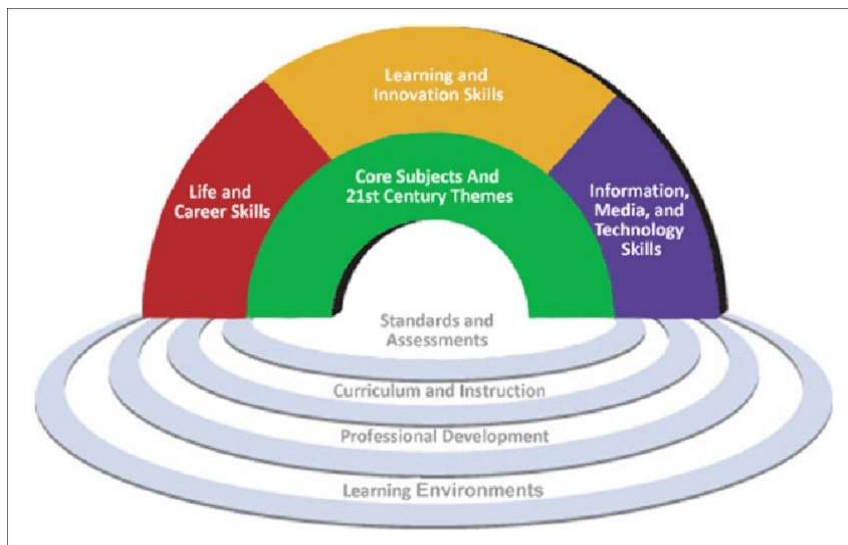 Learning and
Innovation Skills
Life and
Career Skills
Core Subjects And
21st Century Themes
Information,
Media, and
Technology
Skills
Standards and
Assessments
Curriculum and Instruction
Professional Development
Learning Environments